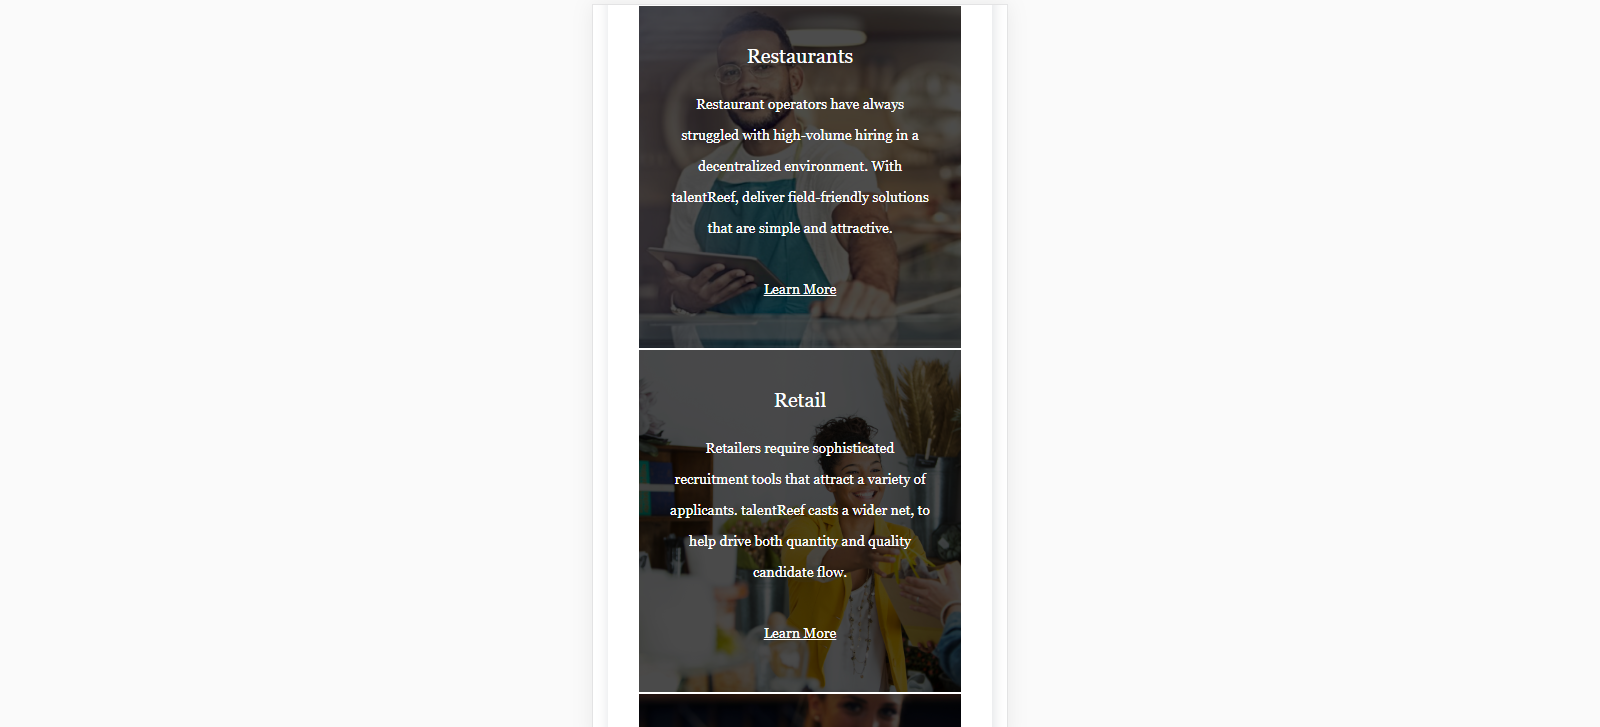 Restaurants
Restaurant operators have always
struggled with high-volume hiring in a
decentralized environment. With
talentReef, deliver field-friendly solutions
that are simple and attractive.
Learn More
Retail
Retailers require sophisticated
recruitment tools that attract a variety of
applicants. talentReef casts a wider net, to
help drive both quantity and quality
candidate flow.
Learn More